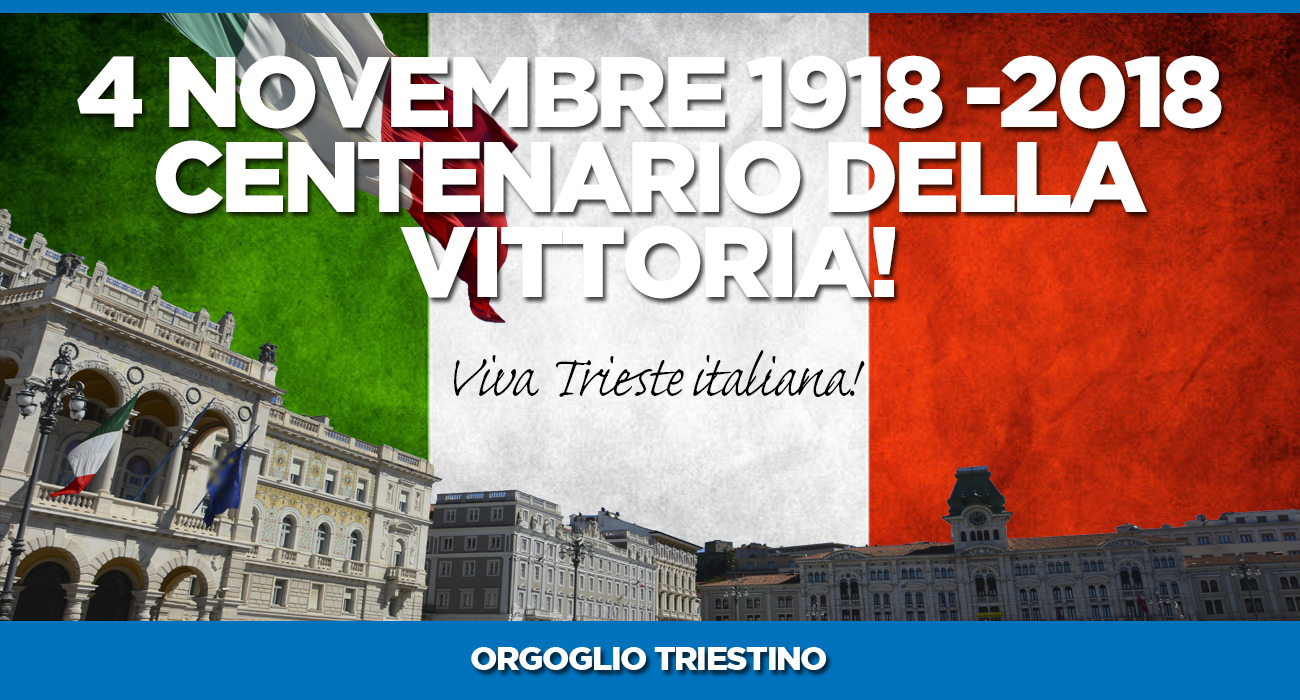 4 NOVEMBRE 1918 -2018
CENTENARIO DELLA
VITTORIA!
Viva Trieste italiana!
ORGOGLIO TRIESTINO